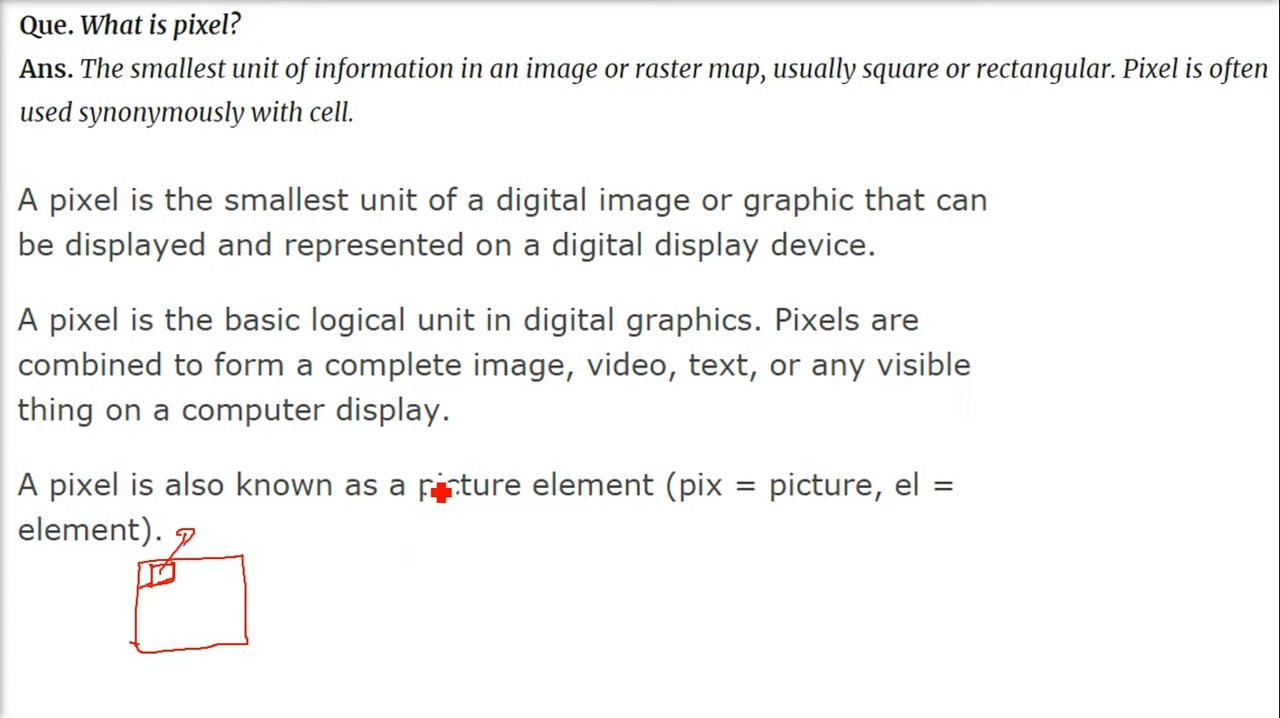 Que. What is pixel?
Ans. The smallest unit of information in an image or raster map, usually square or rectangular. Pixel is often
used synonymously with cell.
A pixel is the smallest unit of a digital image or graphic that can
be displayed and represented on a digital display device.
A pixel is the basic logical unit in digital graphics. Pixels are
combined to form a complete image, video, text, or any visible
thing on a computer display.
A pixel is also known as a picture element (pix = picture, el =
element).